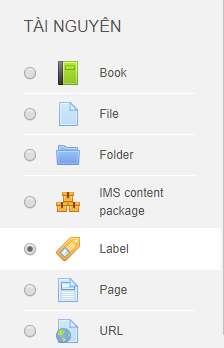 TÀI NGUYÊN
Book
File
Folder
IMS content
package
Label
Page
URL